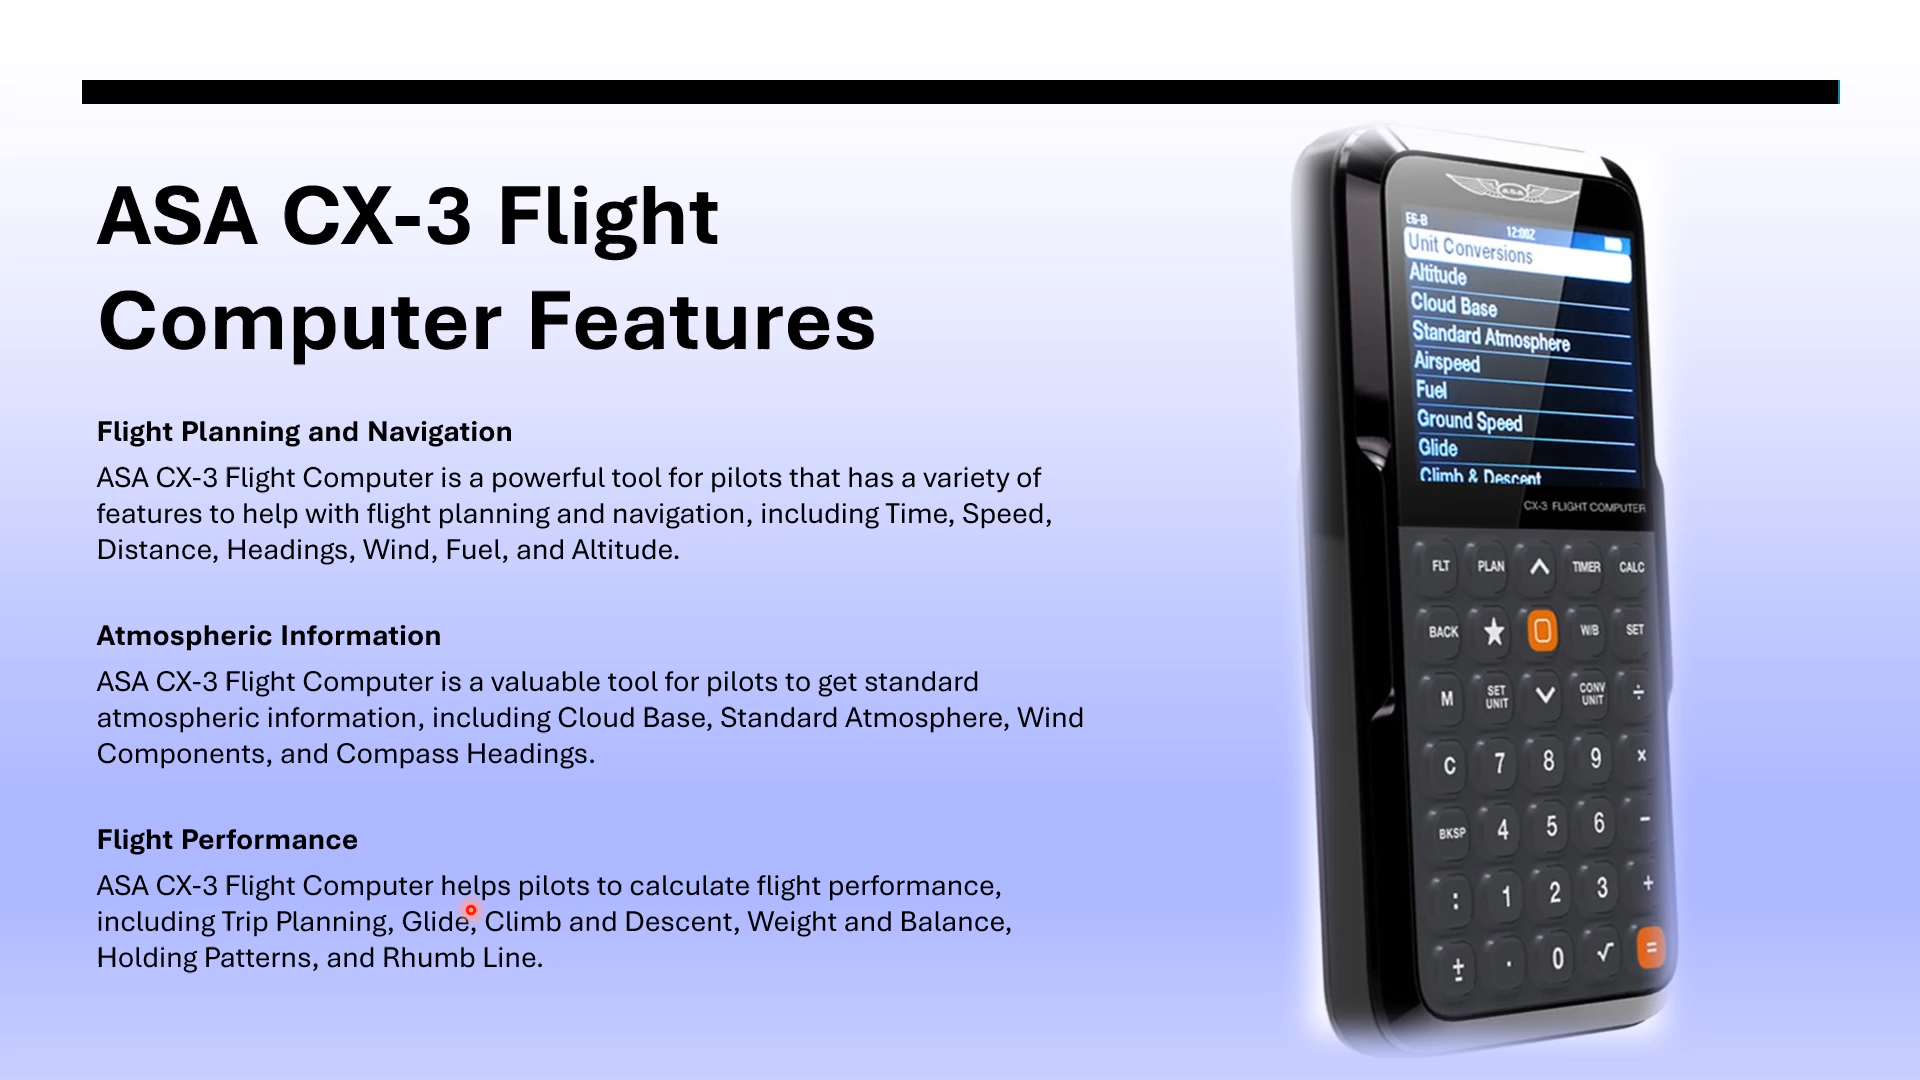 ASA CX-3 Flight
Computer Features
Flight Planning and Navigation
ASA CX-3 Flight Computer is a powerful tool for pilots that has a variety of
features to help with flight planning and navigation, including Time, Speed,
Distance, Headings, Wind, Fuel, and Altitude.
Atmospheric Information
ASA CX-3 Flight Computer is a valuable tool for pilots to get standard
atmospheric information, including Cloud Base, Standard Atmosphere, Wind
Components, and Compass Headings.
Flight Performance
ASA CX-3 Flight Computer helps pilots to calculate flight performance,
including Trip Planning, Glide, Climb and Descent, Weight and Balance,
Holding Patterns, and Rhumb Line.
ASA
E6-B
12:00Z
Unit Conversions
Altitude
Cloud Base
Standard Atmosphere
Airspeed
Fuel
Ground Speed
Glide
Climb & Descent
CX-3 FLIGHT COMPUTER
FLT PLAN TIMER CALC
BACK W/B SET
M SET UNIT CONV UNIT ÷
C 7 8 9 ×
BKSP 4 5 6 −
: 1 2 3 +
± . 0 √ =